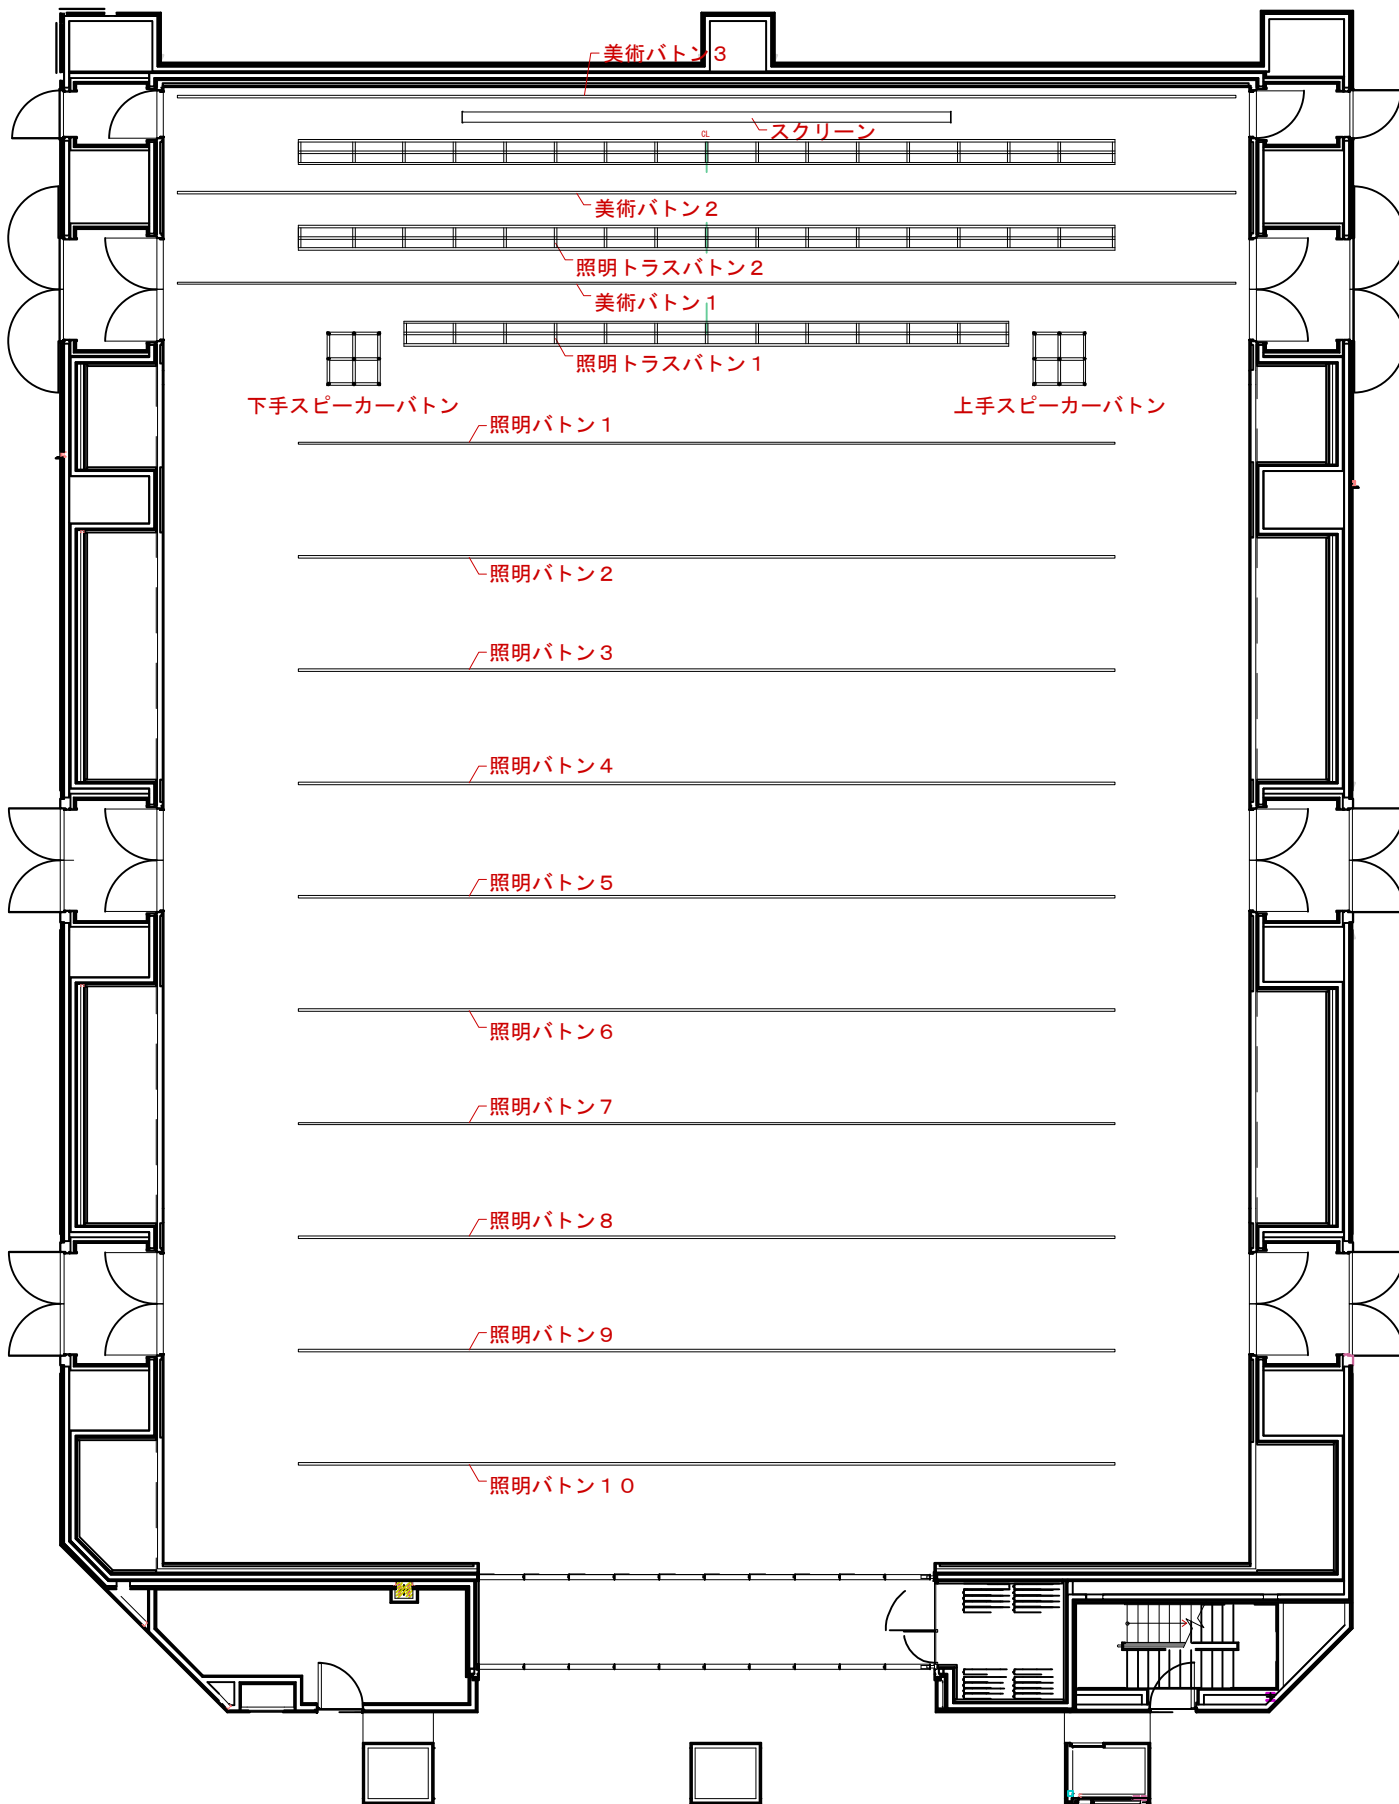 美術バトン３
スクリーン
CL
美術バトン２
照明トラスバトン２
美術バトン１
照明トラスバトン１
下手スピーカーバトン
上手スピーカーバトン
照明バトン１
照明バトン２
照明バトン３
照明バトン４
照明バトン５
照明バトン６
照明バトン７
照明バトン８
照明バトン９
照明バトン１０